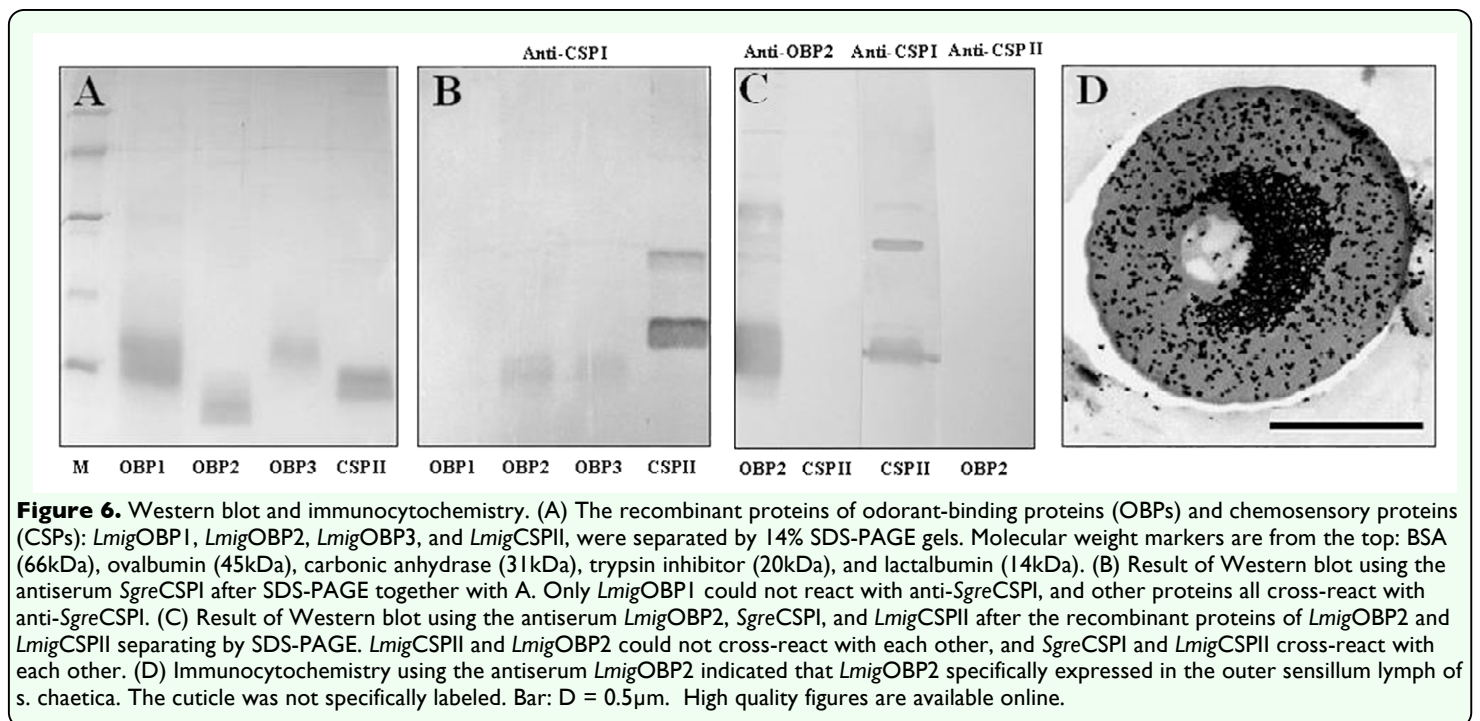 Anti-CSPI Anti-OBP2 Anti-CSPI Anti-CSPII
A B C D
M OBP1 OBP2 OBP3 CSPII OBP1 OBP2 OBP3 CSPII OBP2 CSPII CSPII OBP2
Figure 6. Western blot and immunocytochemistry. (A) The recombinant proteins of odorant-binding proteins (OBPs) and chemosensory proteins
(CSPs): LmigOBP1, LmigOBP2, LmigOBP3, and LmigCSPII, were separated by 14% SDS-PAGE gels. Molecular weight markers are from the top: BSA
(66kDa), ovalbumin (45kDa), carbonic anhydrase (31kDa), trypsin inhibitor (20kDa), and lactalbumin (14kDa). (B) Result of Western blot using the
antiserum SgreCSPI after SDS-PAGE together with A. Only LmigOBP1 could not react with anti-SgreCSPI, and other proteins all cross-react with
anti-SgreCSPI. (C) Result of Western blot using the antiserum LmigOBP2, SgreCSPI, and LmigCSPII after the recombinant proteins of LmigOBP2 and
LmigCSPII separating by SDS-PAGE. LmigCSPII and LmigOBP2 could not cross-react with each other, and SgreCSPI and LmigCSPII cross-react with
each other. (D) Immunocytochemistry using the antiserum LmigOBP2 indicated that LmigOBP2 specifically expressed in the outer sensillum lymph of
s. chaetica. The cuticle was not specifically labeled. Bar: D = 0.5µm. High quality figures are available online.